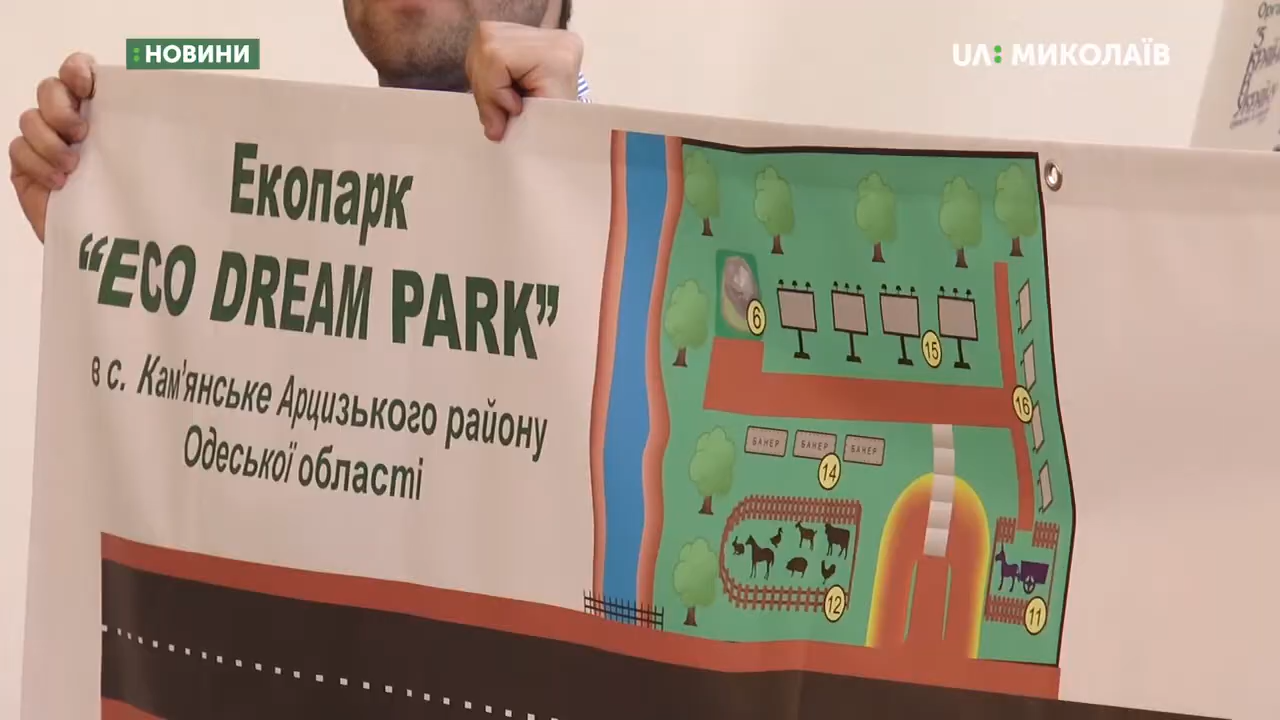 :НОВИНИ
UA: МИКОЛАЇВ
Екопарк
“ECO DREAM PARK”
в с. Кам'янське Арцизького району
Одеської області
6
15
16
БАНЕР БАНЕР БАНЕР
14
12
11